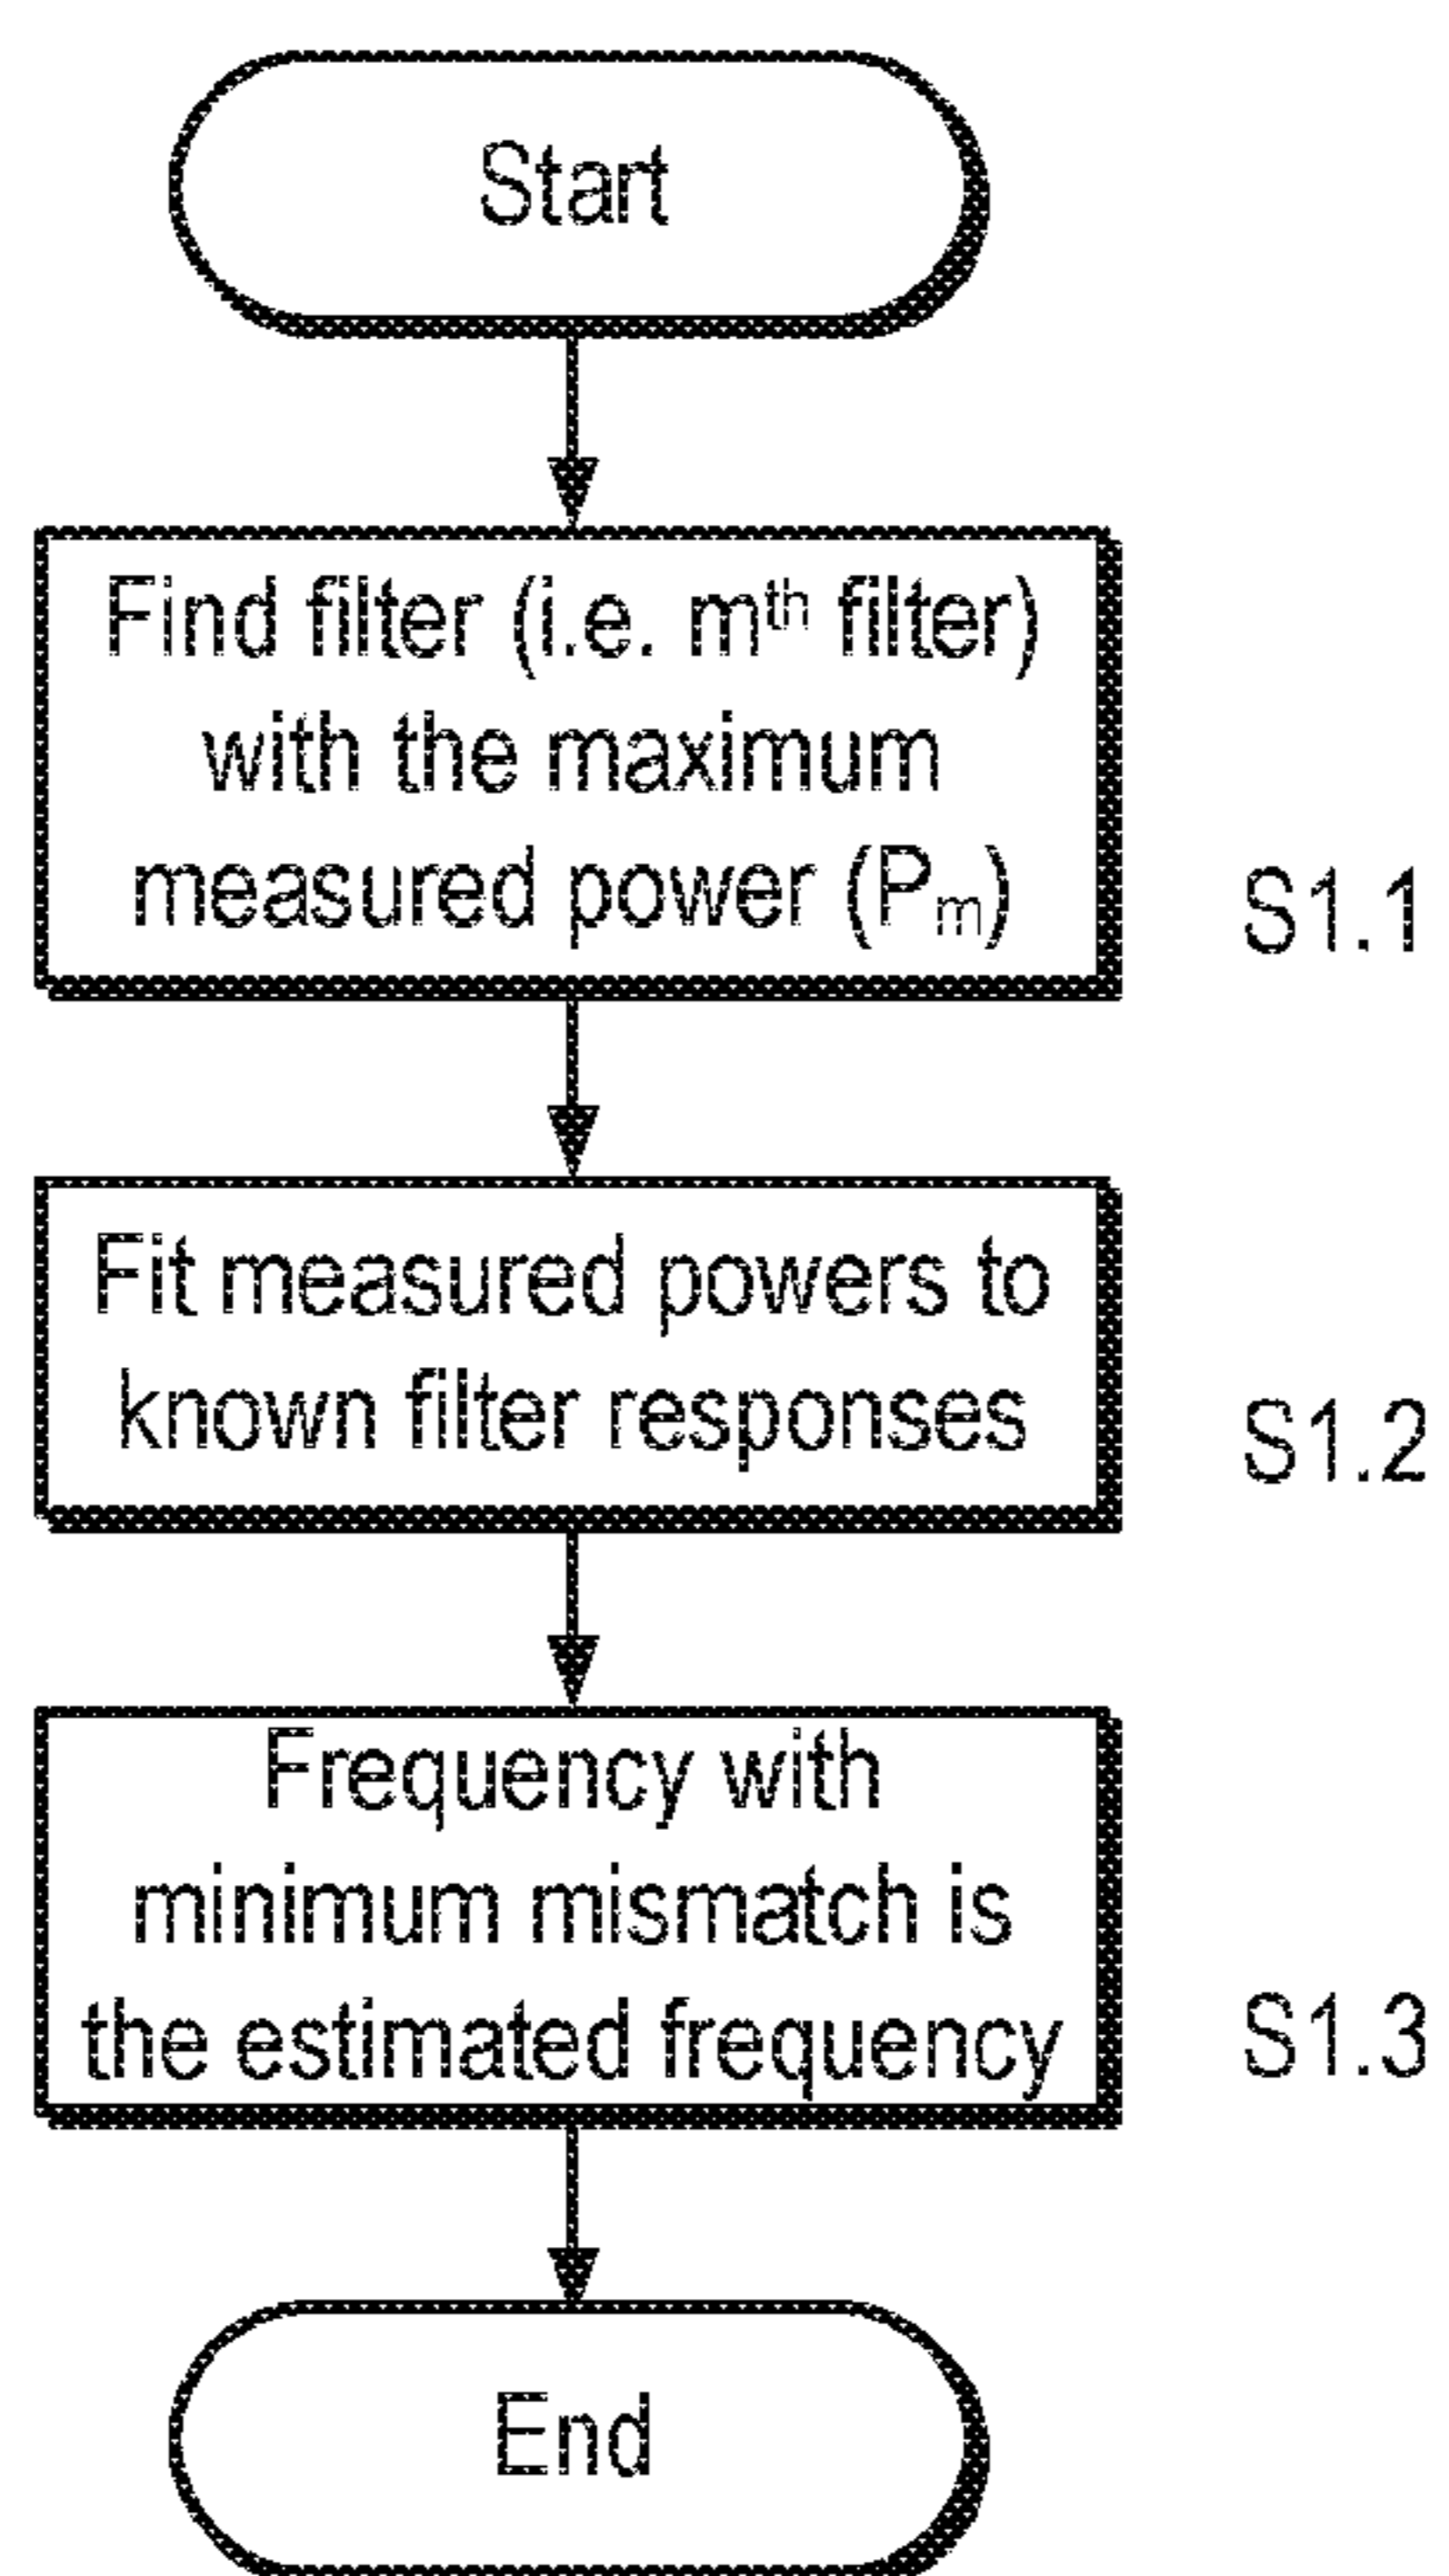 Start
Find filter (i.e. mᵗʰ filter)
with the maximum
measured power (Pₘ)
S1.1
Fit measured powers to
known filter responses
S1.2
Frequency with
minimum mismatch is
the estimated frequency
S1.3
End